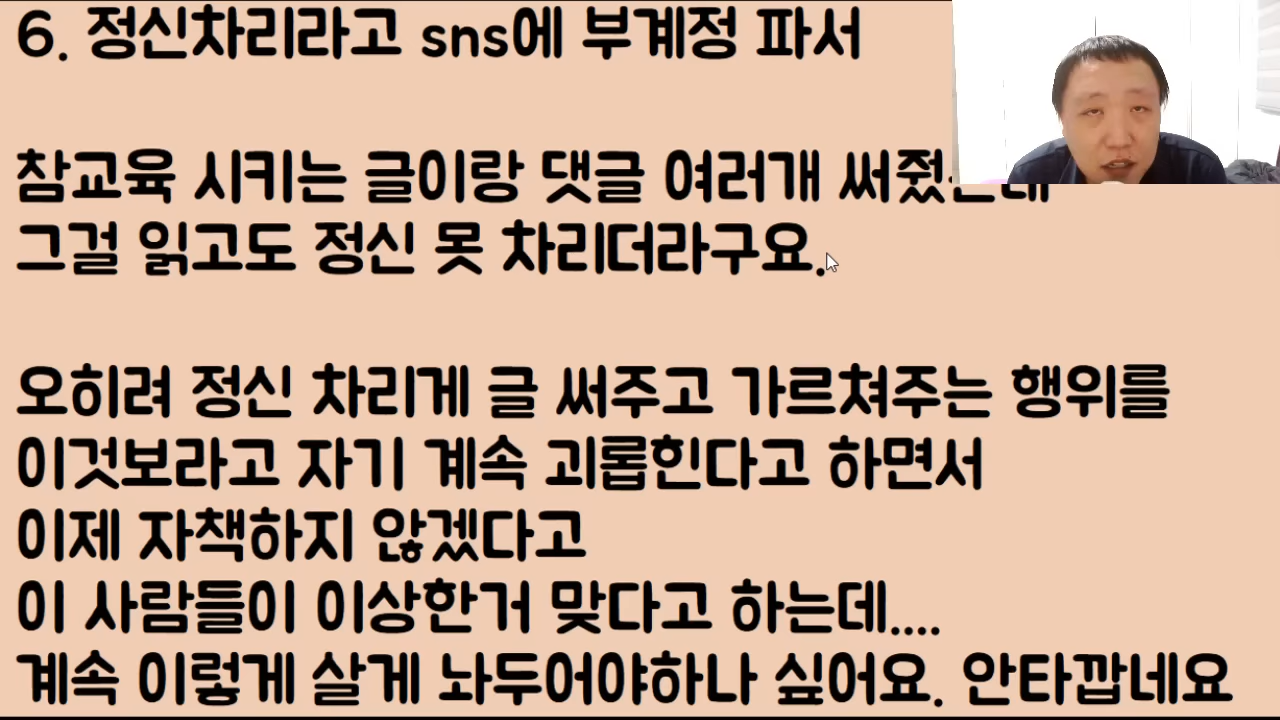 6. 정신차리라고 sns에 부계정 파서
참교육 시키는 글이랑 댓글 여러개 써줬는데
그걸 읽고도 정신 못 차리더라구요.
오히려 정신 차리게 글 써주고 가르쳐주는 행위를
이것보라고 자기 계속 괴롭힌다고 하면서
이제 자책하지 않겠다고
이 사람들이 이상한거 맞다고 하는데....
계속 이렇게 살게 놔두어야하나 싶어요. 안타깝네요